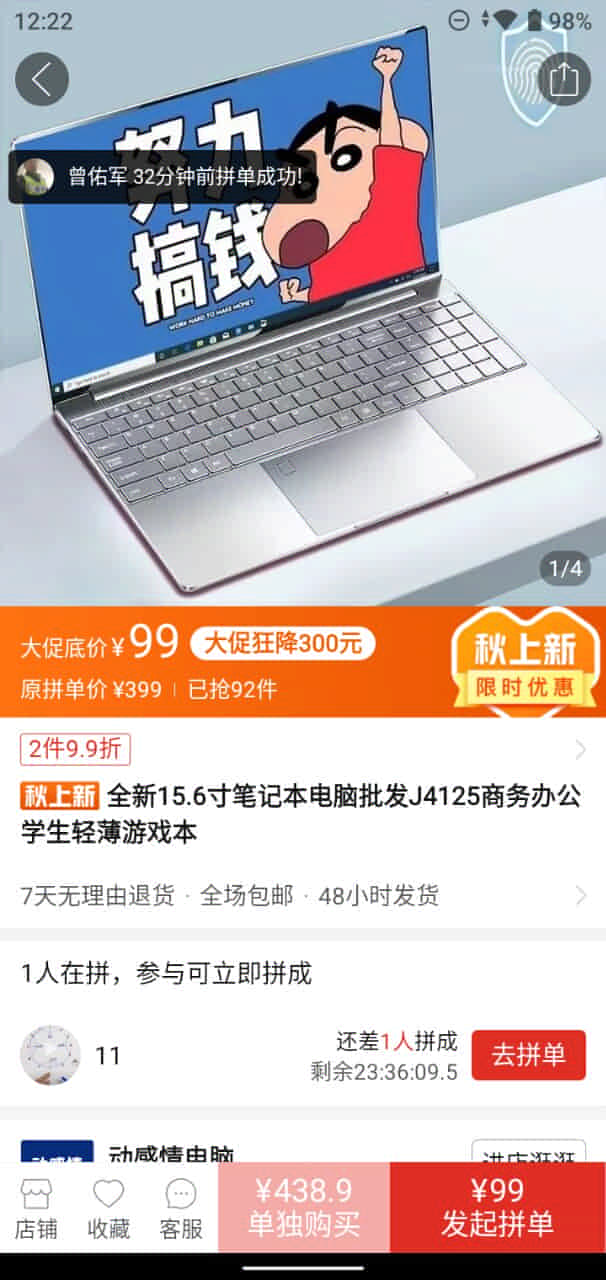 12:22
98%
努力
搞钱
WORK HARD TO MAKE MONEY
曾佑军 32分钟前拼单成功!
1/4
大促底价¥99 大促狂降300元
原拼单价 ¥399 | 已抢92件
秋上新
限时优惠
2件9.9折
秋上新 全新15.6寸笔记本电脑批发J4125商务办公
学生轻薄游戏本
7天无理由退货 · 全场包邮 · 48小时发货
1人在拼，参与可立即拼成
11
还差1人拼成
剩余23:36:09.5
去拼单
动感情电脑
进店逛逛
店铺
收藏
客服
¥438.9
单独购买
¥99
发起拼单